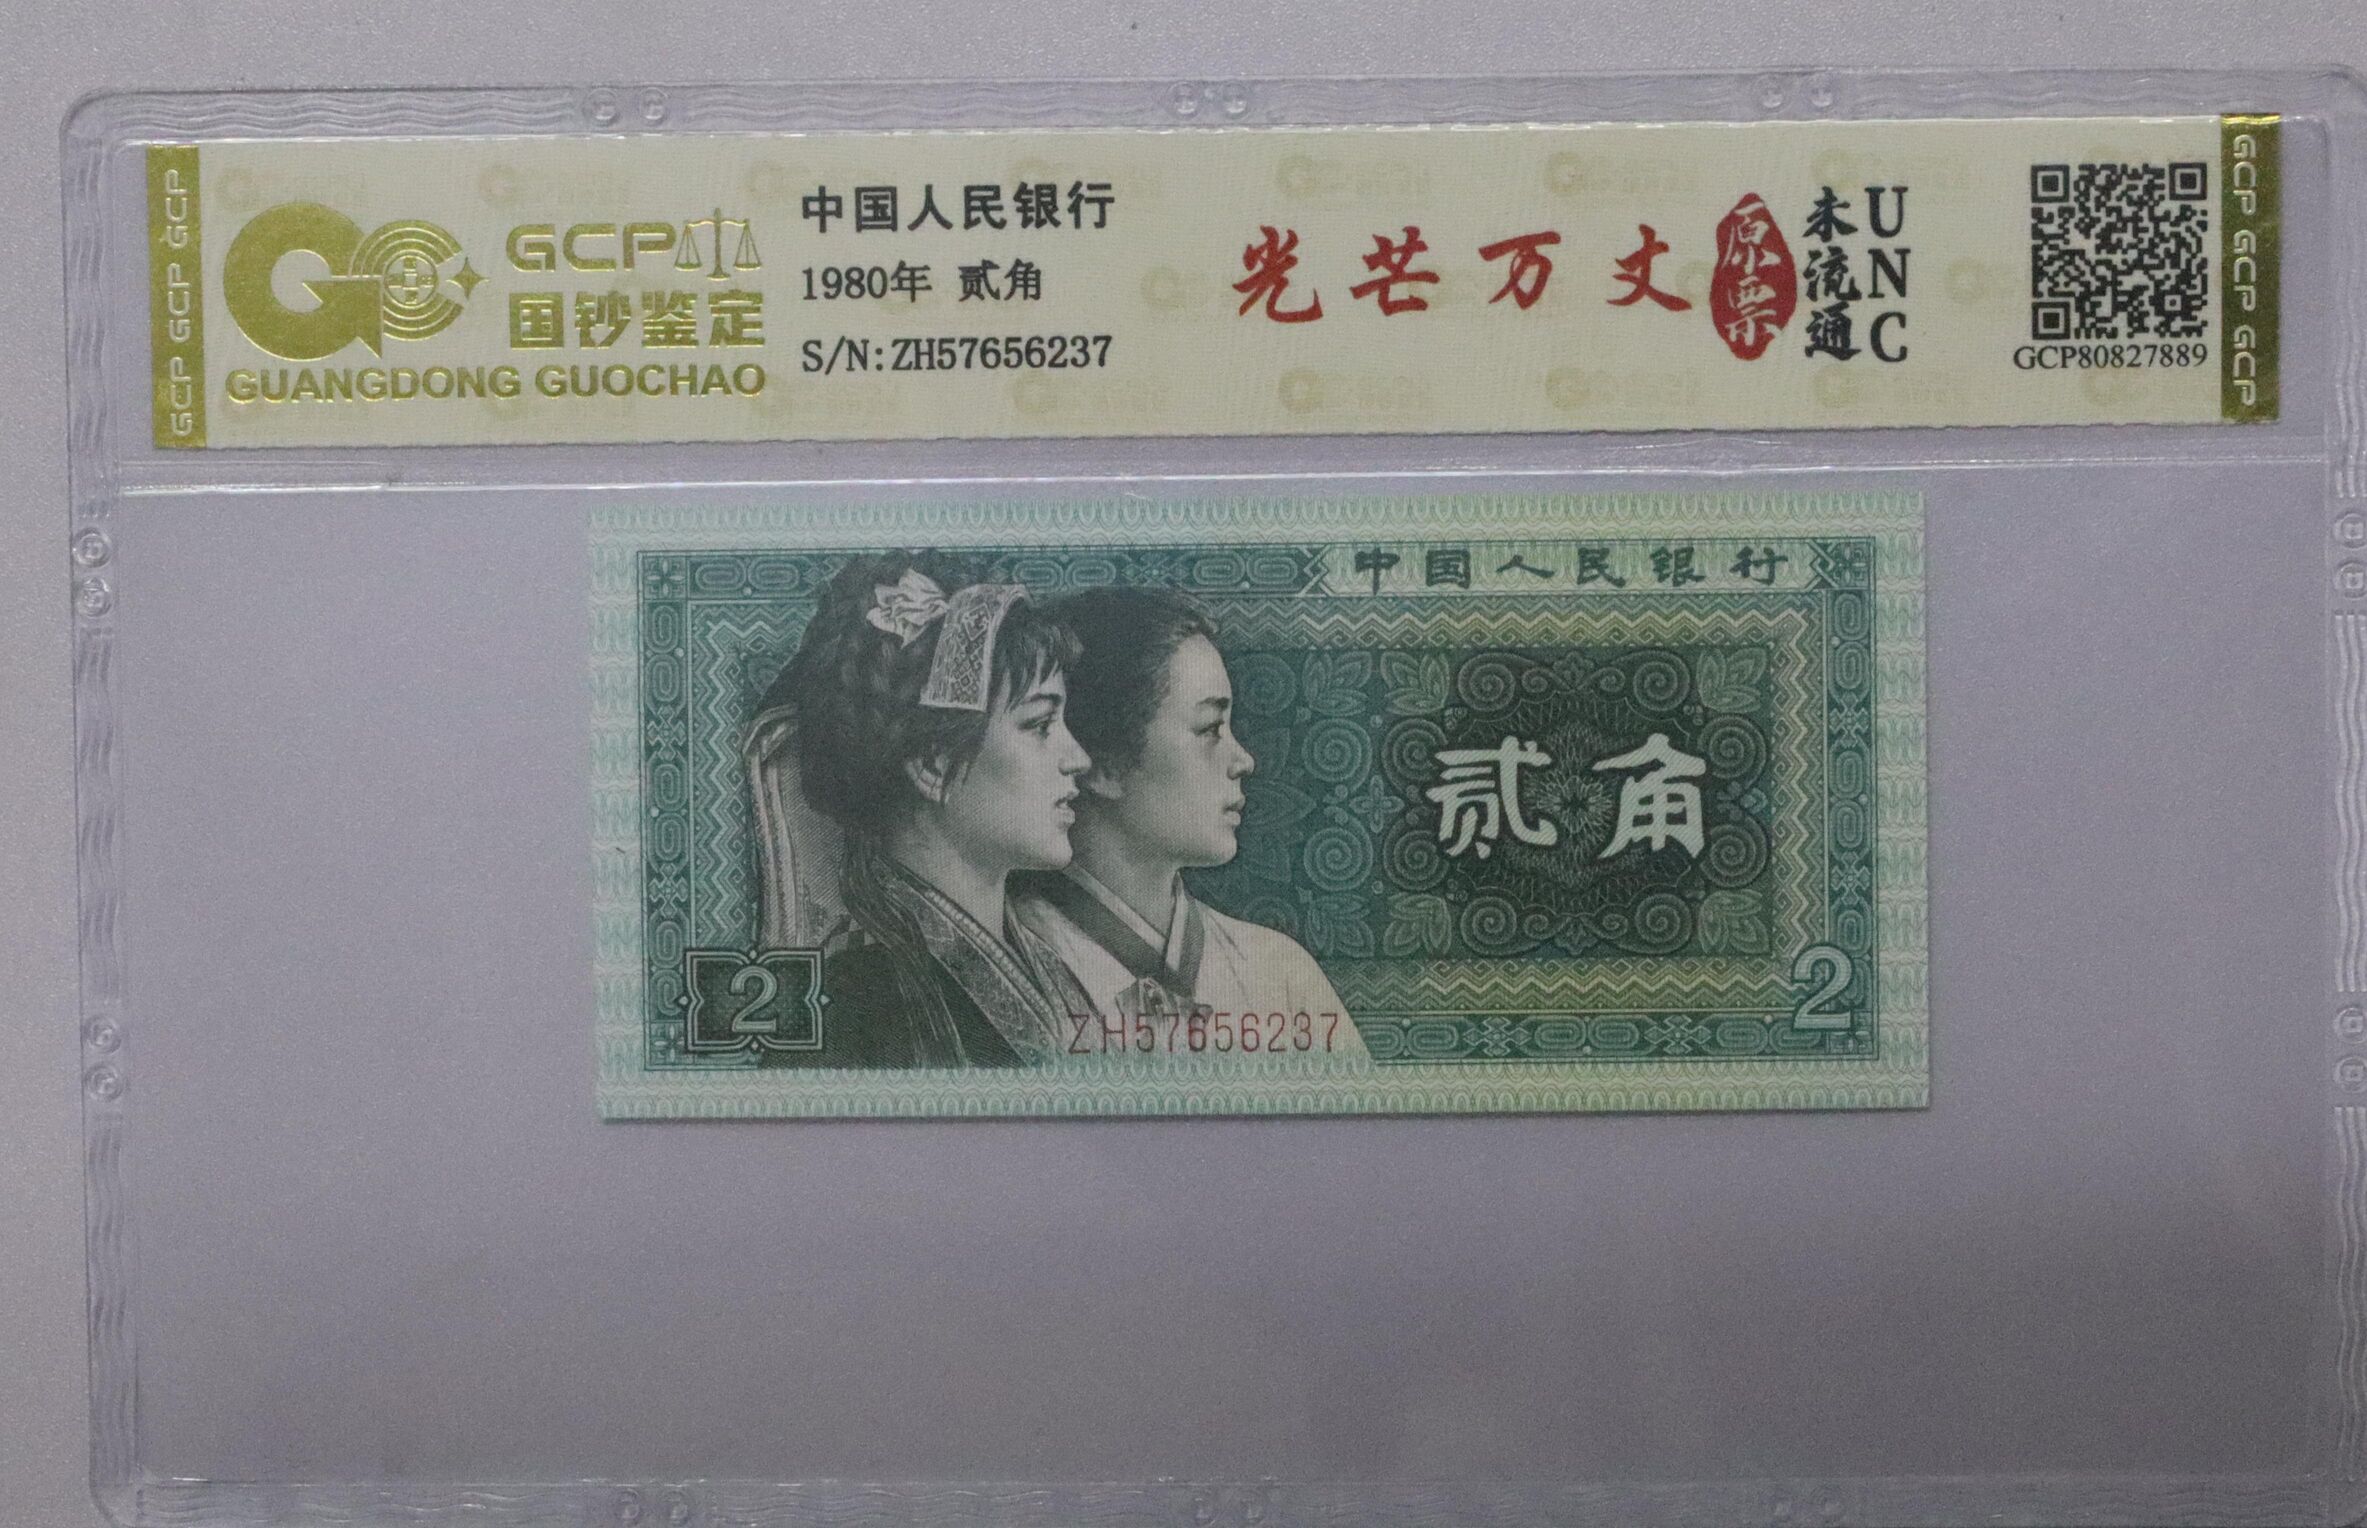 GCP GCP GCP
GCP
国钞鉴定
GUANGDONG GUOCHAO
中国人民银行
1980年 贰角
S/N:ZH57656237
光芒万丈
原票
未流通
UNC
GCP80827889
GCP GCP GCP
中国人民银行
贰角
2
2
ZH57656237